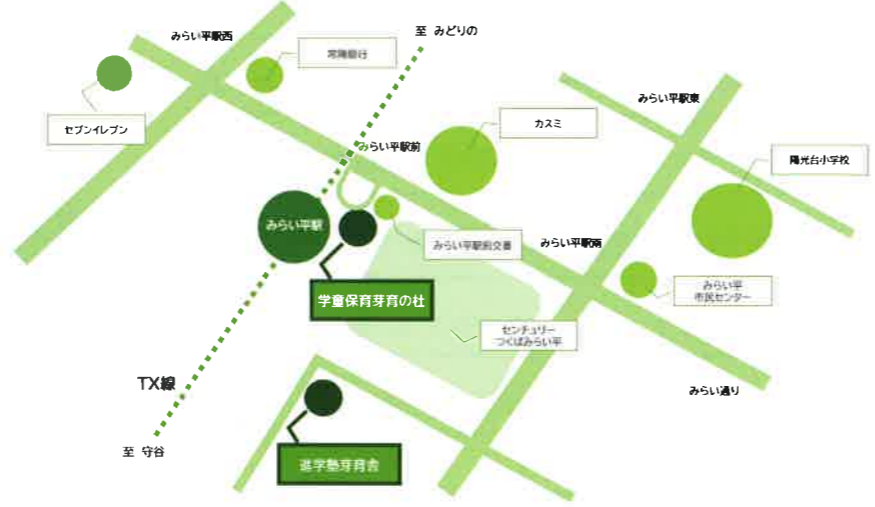 至 みどりの
みらい平駅西
常陽銀行
セブンイレブン
みらい平駅前
カスミ
みらい平駅東
陽光台小学校
みらい平駅
みらい平駅前交番
みらい平駅南
学童保育芽育の杜
みらい平
市民センター
センチュリー
つくばみらい平
TX線
みらい通り
至 守谷
進学塾芽育舎